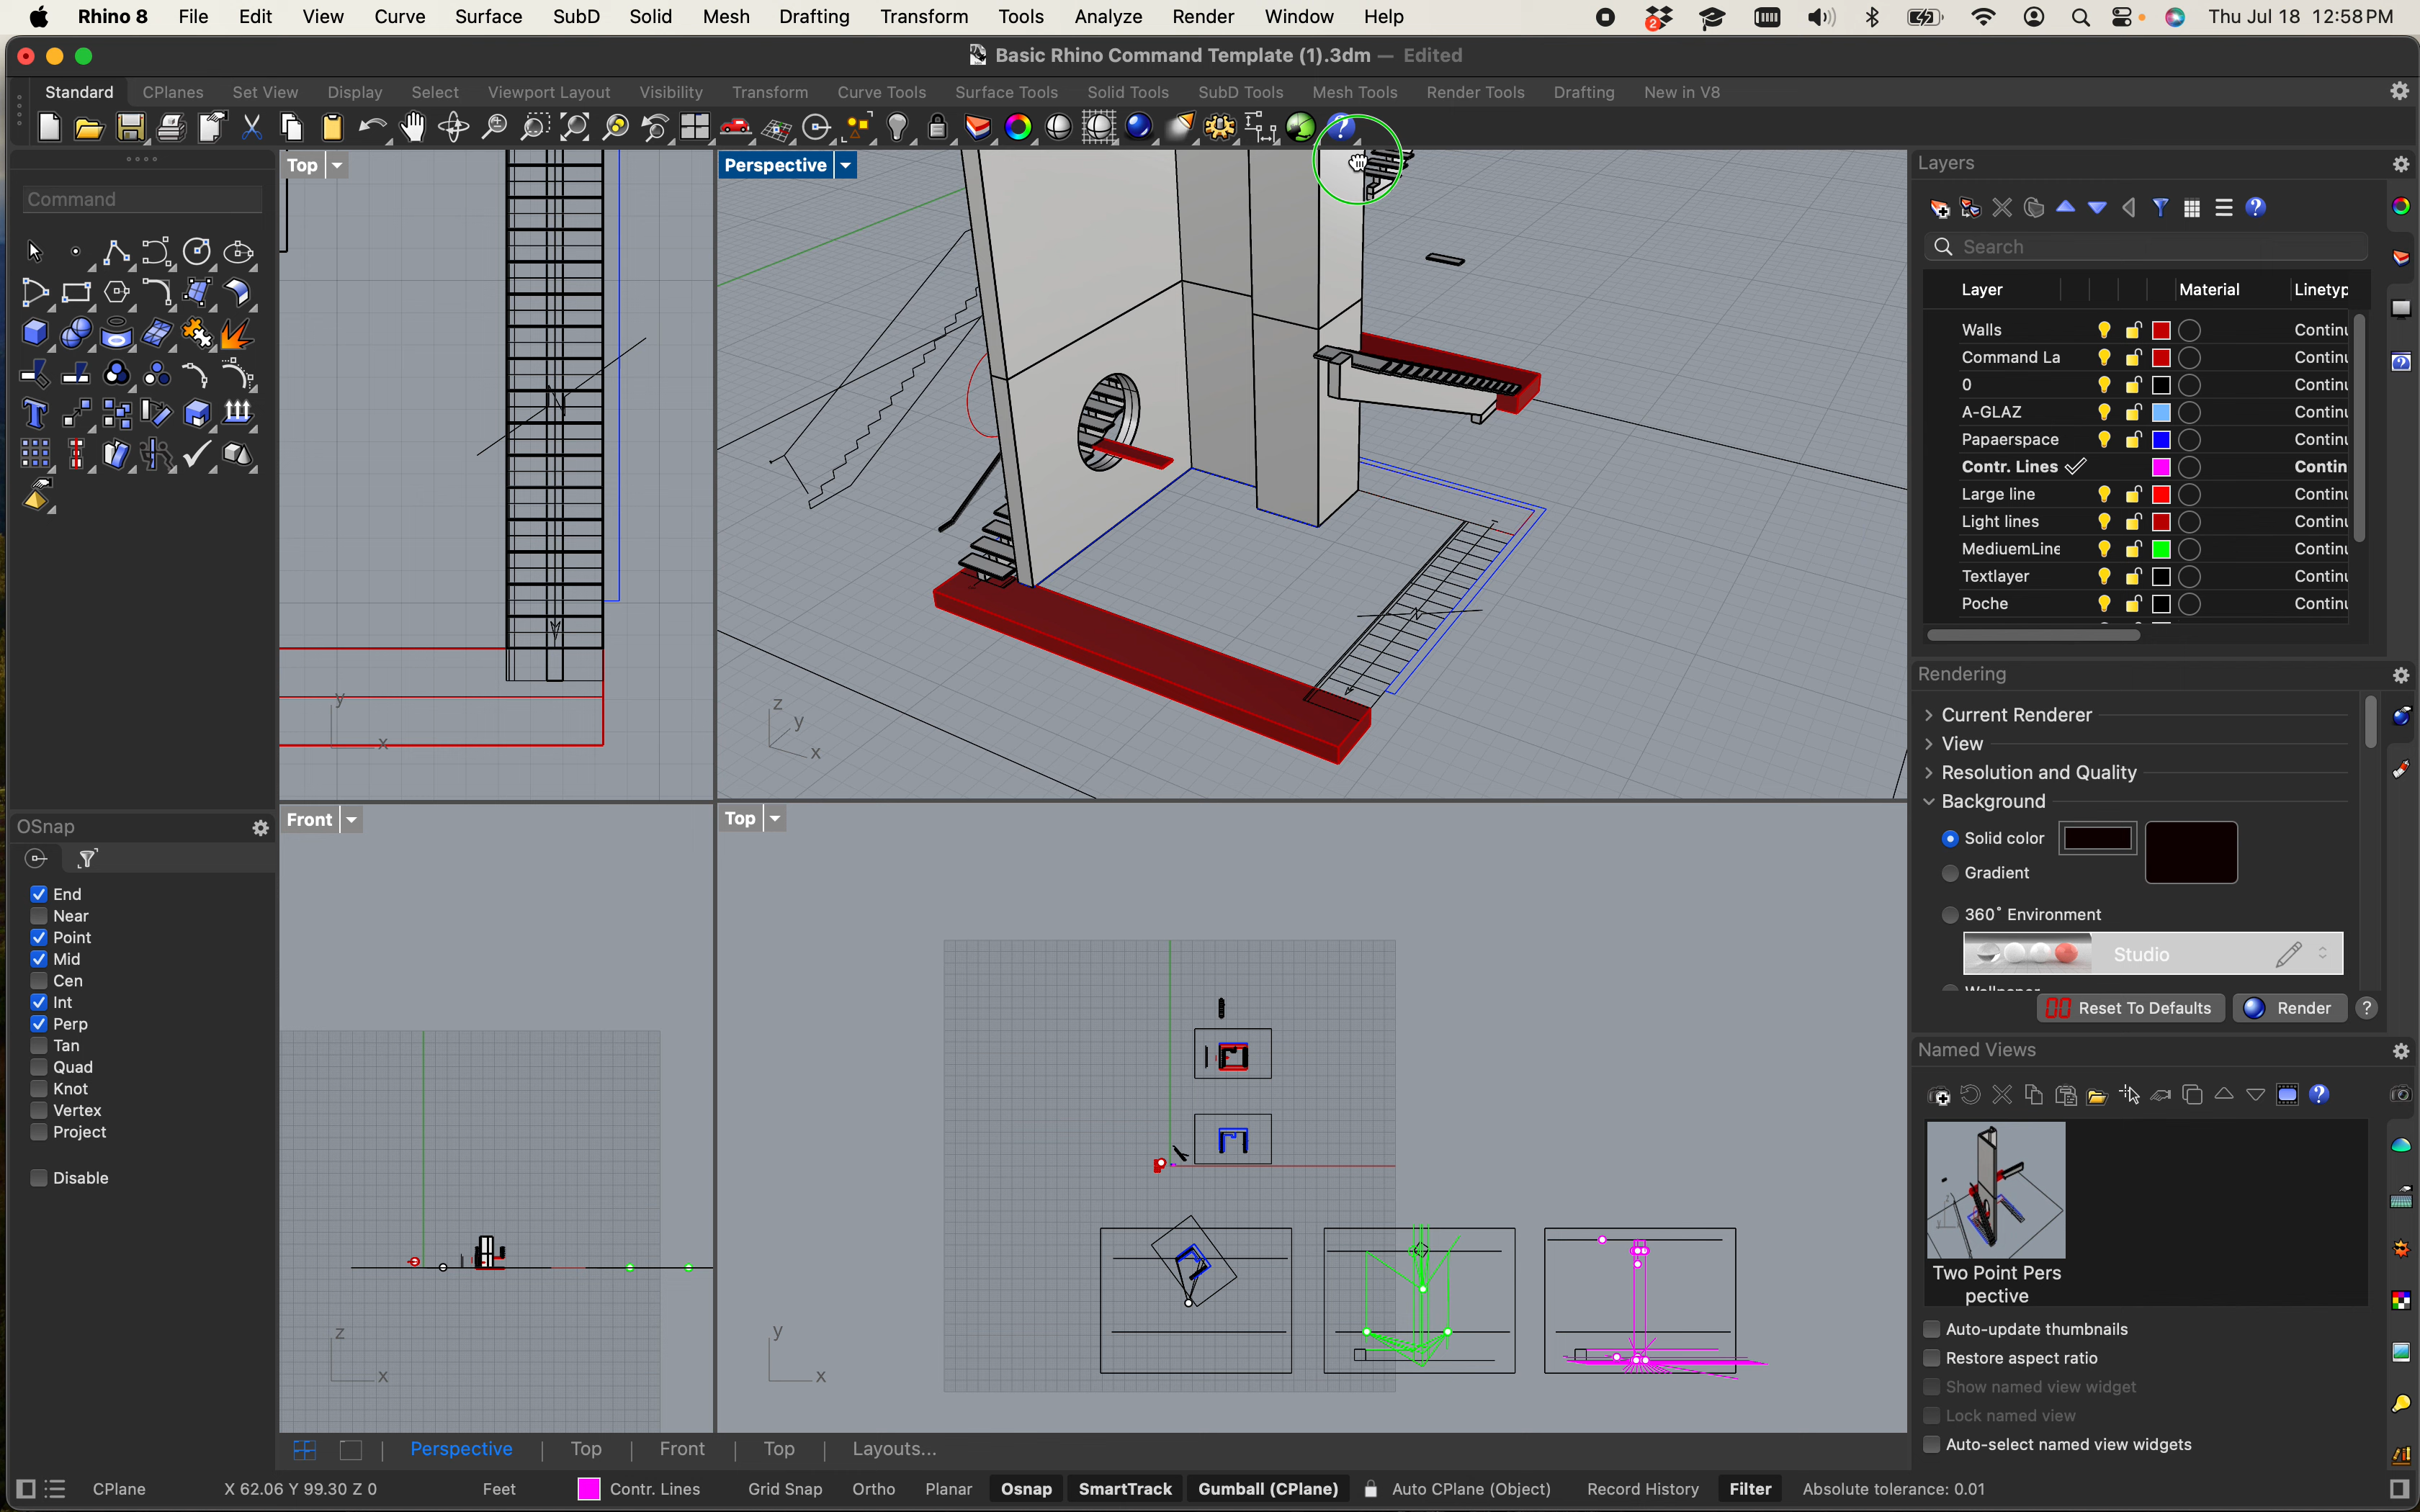 Rhino 8 File Edit View Curve Surface SubD Solid Mesh Drafting Transform Tools Analyze Render Window Help
2
Thu Jul 18 12:58 PM
Basic Rhino Command Template (1).3dm — Edited
Standard CPlanes Set View Display Select Viewport Layout Visibility Transform Curve Tools Surface Tools Solid Tools SubD Tools Mesh Tools Render Tools Drafting New in V8
Command
OSnap
End
Near
Point
Mid
Cen
Int
Perp
Tan
Quad
Knot
Vertex
Project
Disable
Top
y
x
Perspective
z
y
x
Front
z
x
Top
y
x
Perspective | Top | Front | Top | Layouts...
Layers
Search
Layer Material Linetyp
Walls Continu
Command La Continu
0 Continu
A-GLAZ Continu
Papaerspace Continu
Contr. Lines Contin
Large line Continu
Light lines Continu
MediuemLine Continu
Textlayer Continu
Poche Continu
Rendering
Current Renderer
View
Resolution and Quality
Background
Solid color
Gradient
360° Environment
Studio
Reset To Defaults Render ?
Named Views
Two Point Pers
pective
Auto-update thumbnails
Restore aspect ratio
Show named view widget
Lock named view
Auto-select named view widgets
CPlane X 62.06 Y 99.30 Z 0 Feet Contr. Lines Grid Snap Ortho Planar Osnap SmartTrack Gumball (CPlane) Auto CPlane (Object) Record History Filter Absolute tolerance: 0.01